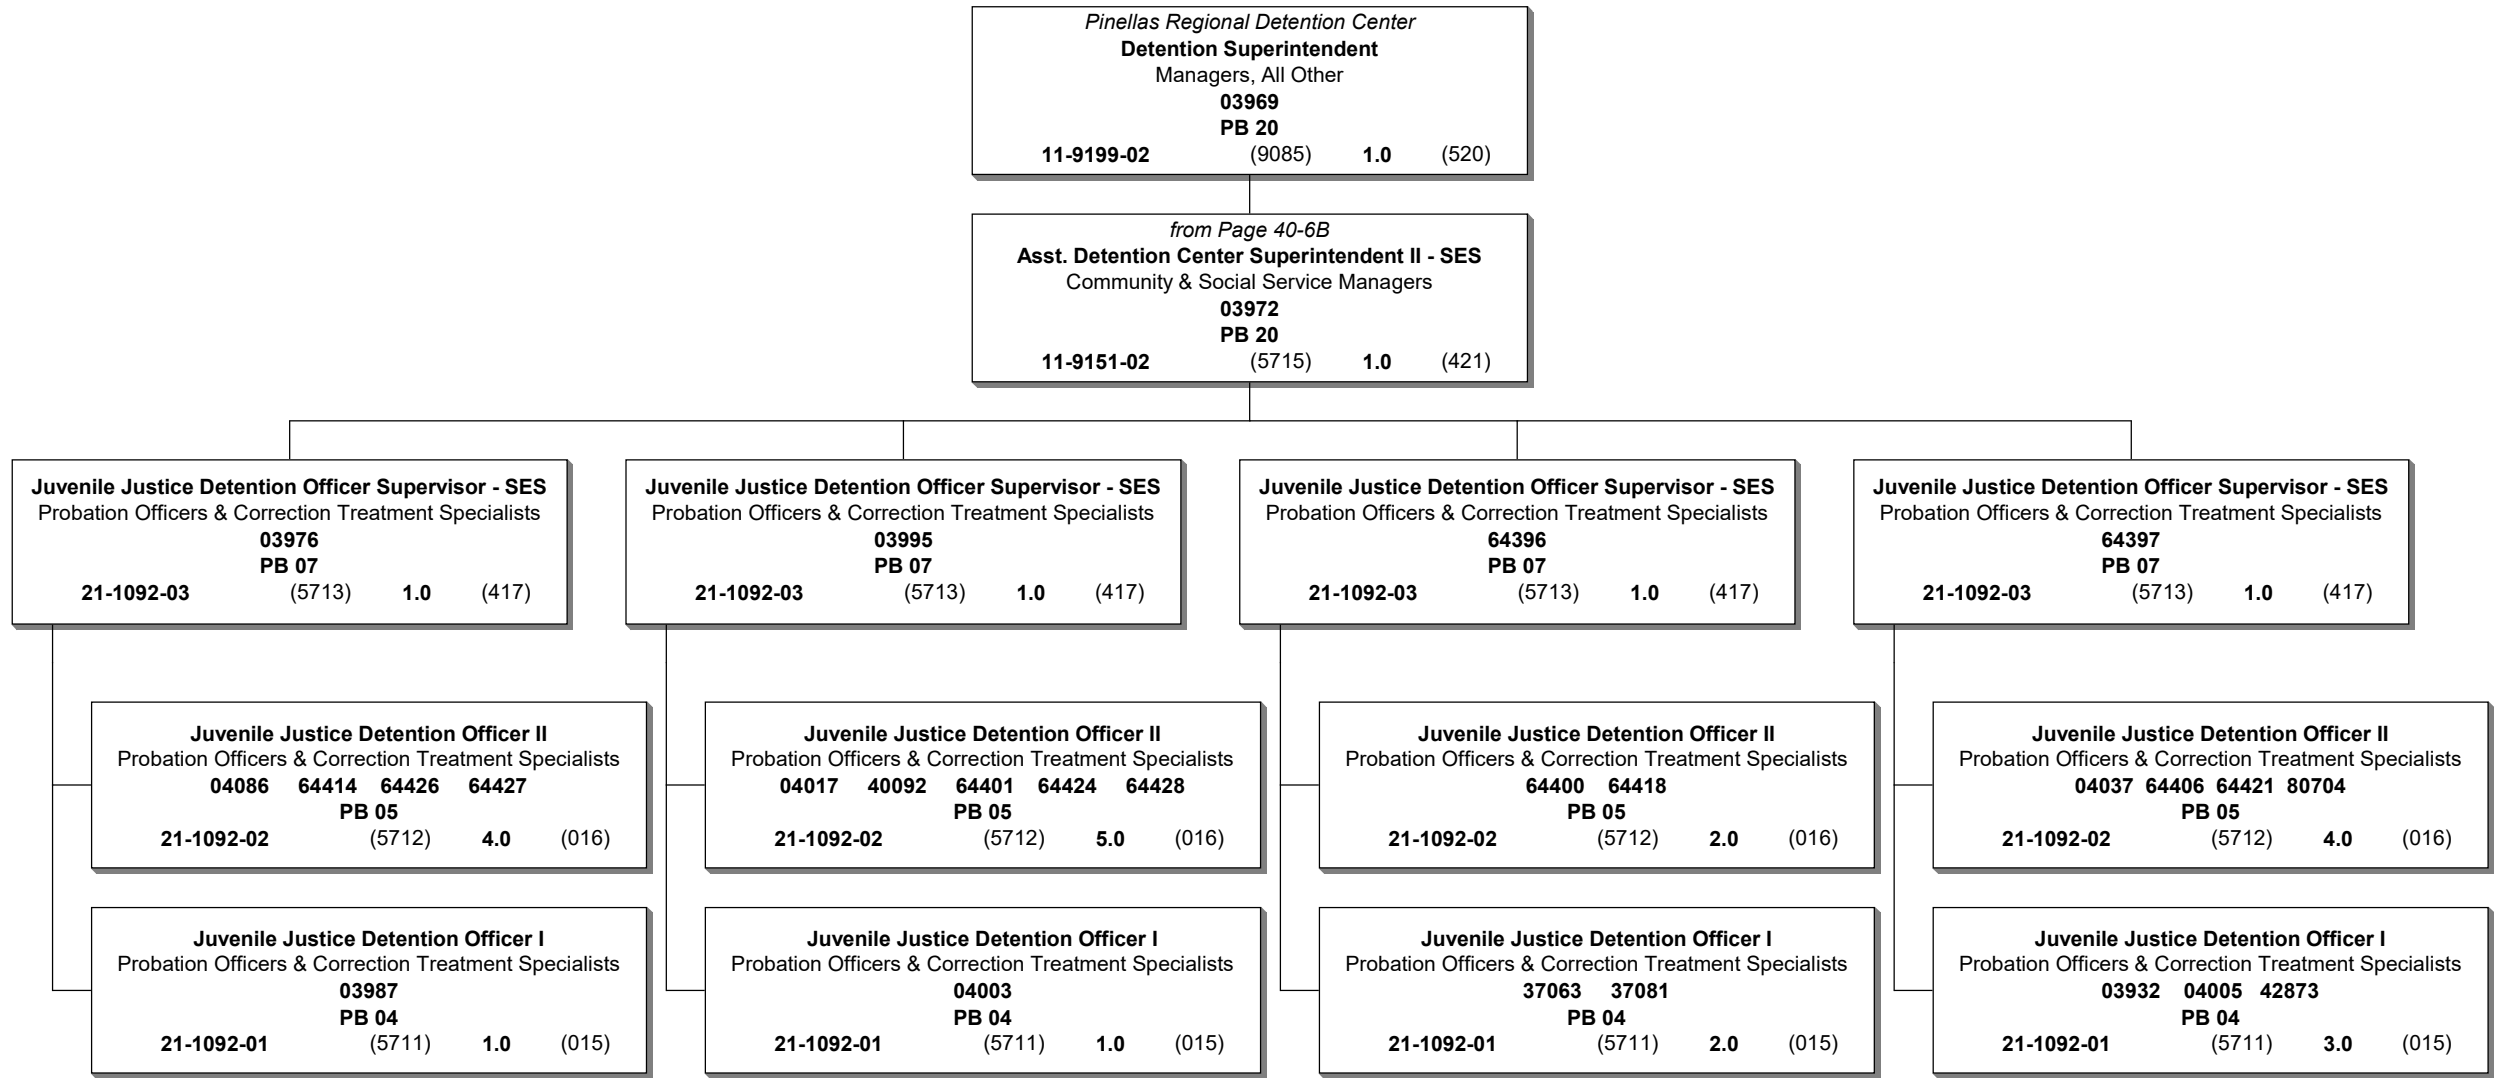 Pinellas Regional Detention Center
Detention Superintendent
Managers, All Other
03969
PB 20
11-9199-02 (9085) 1.0 (520)
from Page 40-6B
Asst. Detention Center Superintendent II - SES
Community & Social Service Managers
03972
PB 20
11-9151-02 (5715) 1.0 (421)
Juvenile Justice Detention Officer Supervisor - SES
Probation Officers & Correction Treatment Specialists
03976
PB 07
21-1092-03 (5713) 1.0 (417)
Juvenile Justice Detention Officer Supervisor - SES
Probation Officers & Correction Treatment Specialists
03995
PB 07
21-1092-03 (5713) 1.0 (417)
Juvenile Justice Detention Officer Supervisor - SES
Probation Officers & Correction Treatment Specialists
64396
PB 07
21-1092-03 (5713) 1.0 (417)
Juvenile Justice Detention Officer Supervisor - SES
Probation Officers & Correction Treatment Specialists
64397
PB 07
21-1092-03 (5713) 1.0 (417)
Juvenile Justice Detention Officer II
Probation Officers & Correction Treatment Specialists
04086 64414 64426 64427
PB 05
21-1092-02 (5712) 4.0 (016)
Juvenile Justice Detention Officer II
Probation Officers & Correction Treatment Specialists
04017 40092 64401 64424 64428
PB 05
21-1092-02 (5712) 5.0 (016)
Juvenile Justice Detention Officer II
Probation Officers & Correction Treatment Specialists
64400 64418
PB 05
21-1092-02 (5712) 2.0 (016)
Juvenile Justice Detention Officer II
Probation Officers & Correction Treatment Specialists
04037 64406 64421 80704
PB 05
21-1092-02 (5712) 4.0 (016)
Juvenile Justice Detention Officer I
Probation Officers & Correction Treatment Specialists
03987
PB 04
21-1092-01 (5711) 1.0 (015)
Juvenile Justice Detention Officer I
Probation Officers & Correction Treatment Specialists
04003
PB 04
21-1092-01 (5711) 1.0 (015)
Juvenile Justice Detention Officer I
Probation Officers & Correction Treatment Specialists
37063 37081
PB 04
21-1092-01 (5711) 2.0 (015)
Juvenile Justice Detention Officer I
Probation Officers & Correction Treatment Specialists
03932 04005 42873
PB 04
21-1092-01 (5711) 3.0 (015)